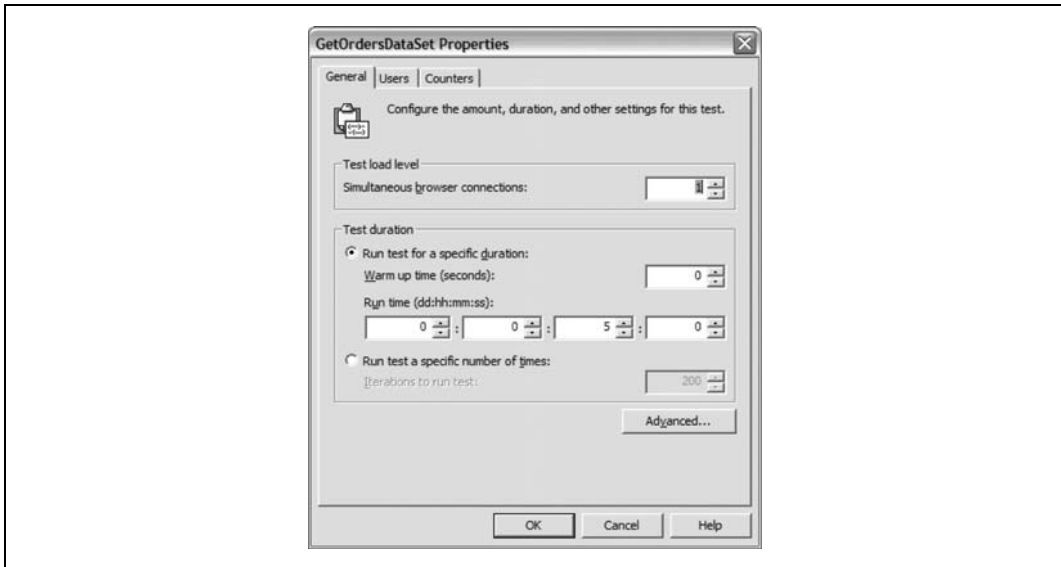 GetOrdersDataSet Properties
General Users Counters
Configure the amount, duration, and other settings for this test.
Test load level
Simultaneous browser connections: 1
Test duration
Run test for a specific duration:
Warm up time (seconds): 0
Run time (dd:hh:mm:ss):
0 : 0 : 5 : 0
Run test a specific number of times:
Iterations to run test: 200
Advanced...
OK Cancel Help